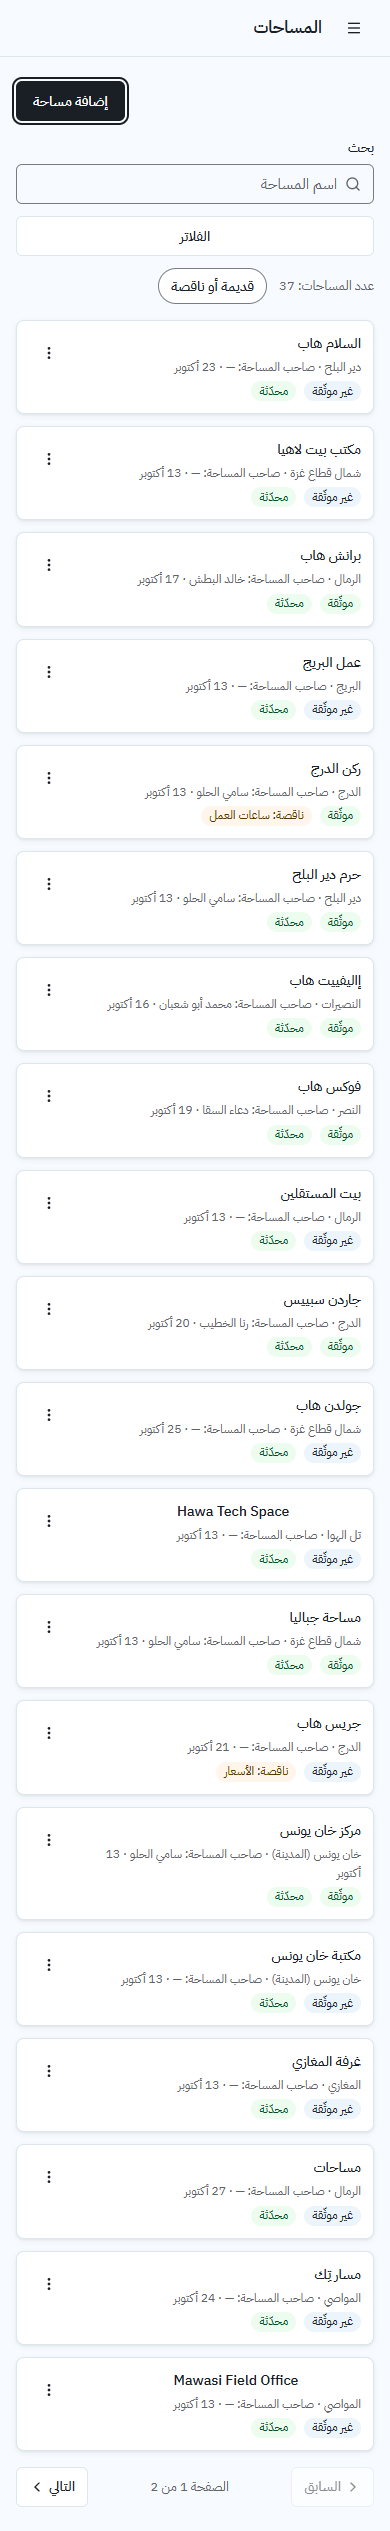 المساحات
إضافة مساحة
بحث
اسم المساحة
الفلاتر
عدد المساحات: 37
قديمة أو ناقصة
السلام هاب
دير البلح · صاحب المساحة: — · 23 أكتوبر
غير موثّقة محدّثة
مكتب بيت لاهيا
شمال قطاع غزة · صاحب المساحة: — · 13 أكتوبر
غير موثّقة محدّثة
برانش هاب
الرمال · صاحب المساحة: خالد البطش · 17 أكتوبر
موثّقة محدّثة
عمل البريج
البريج · صاحب المساحة: — · 13 أكتوبر
غير موثّقة محدّثة
ركن الدرج
الدرج · صاحب المساحة: سامي الحلو · 13 أكتوبر
موثّقة ناقصة: ساعات العمل
حرم دير البلح
دير البلح · صاحب المساحة: سامي الحلو · 13 أكتوبر
موثّقة محدّثة
إاليفييت هاب
النصيرات · صاحب المساحة: محمد أبو شعبان · 16 أكتوبر
موثّقة محدّثة
فوكس هاب
النصر · صاحب المساحة: دعاء السقا · 19 أكتوبر
موثّقة محدّثة
بيت المستقلين
الرمال · صاحب المساحة: — · 13 أكتوبر
غير موثّقة محدّثة
جاردن سبييس
الدرج · صاحب المساحة: رنا الخطيب · 20 أكتوبر
موثّقة محدّثة
جولدن هاب
شمال قطاع غزة · صاحب المساحة: — · 25 أكتوبر
غير موثّقة محدّثة
Hawa Tech Space
تل الهوا · صاحب المساحة: — · 13 أكتوبر
غير موثّقة محدّثة
مساحة جباليا
شمال قطاع غزة · صاحب المساحة: سامي الحلو · 13 أكتوبر
موثّقة محدّثة
جريس هاب
الدرج · صاحب المساحة: — · 21 أكتوبر
غير موثّقة ناقصة: الأسعار
مركز خان يونس
خان يونس (المدينة) · صاحب المساحة: سامي الحلو · 13
أكتوبر
موثّقة محدّثة
مكتبة خان يونس
خان يونس (المدينة) · صاحب المساحة: — · 13 أكتوبر
غير موثّقة محدّثة
غرفة المغازي
المغازي · صاحب المساحة: — · 13 أكتوبر
غير موثّقة محدّثة
مساحات
الرمال · صاحب المساحة: — · 27 أكتوبر
غير موثّقة محدّثة
مسار تِك
المواصي · صاحب المساحة: — · 24 أكتوبر
غير موثّقة محدّثة
Mawasi Field Office
المواصي · صاحب المساحة: — · 13 أكتوبر
غير موثّقة محدّثة
السابق
الصفحة 1 من 2
التالي